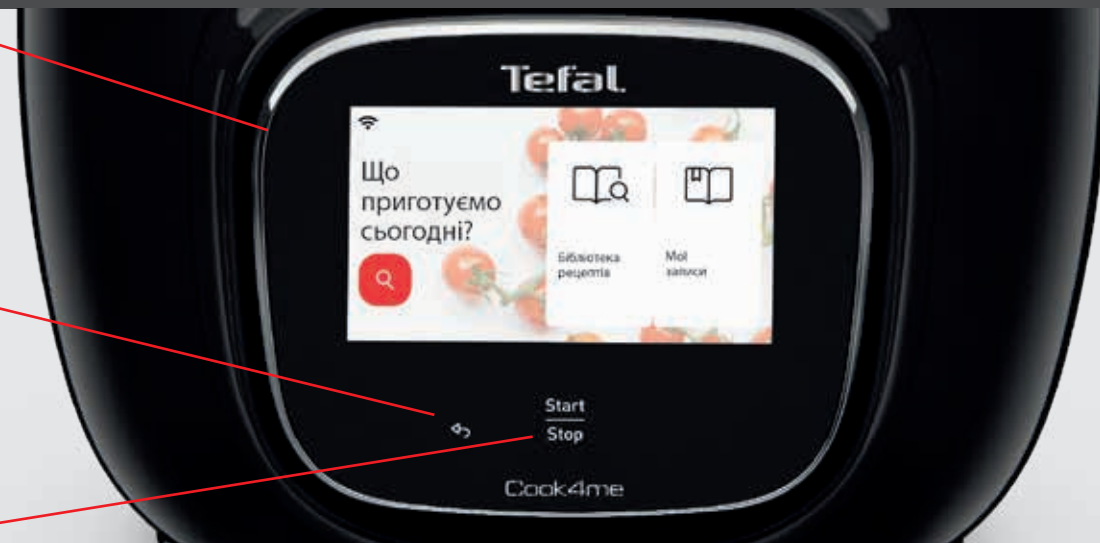 Tefal
Що
приготуємо
сьогодні?
Бібліотека
рецептів
Мої
записи
Start
Stop
Cook4me